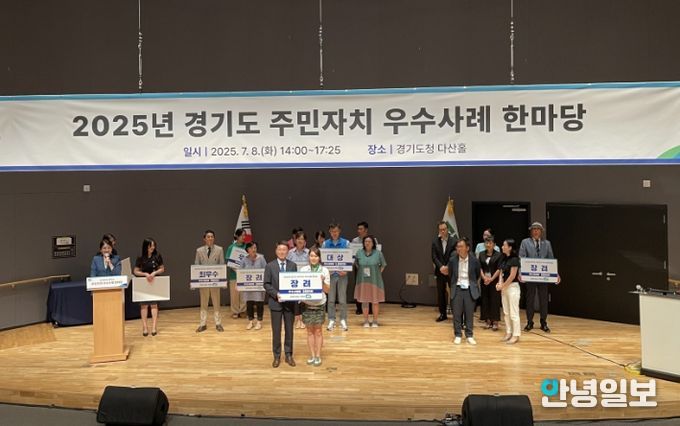 2025년 경기도 주민자치 우수사례 한마당
일시 | 2025. 7. 8.(화) 14:00~17:25 장소 | 경기도청 다산홀
최우수
장려
대상
장려
장려
안녕일보